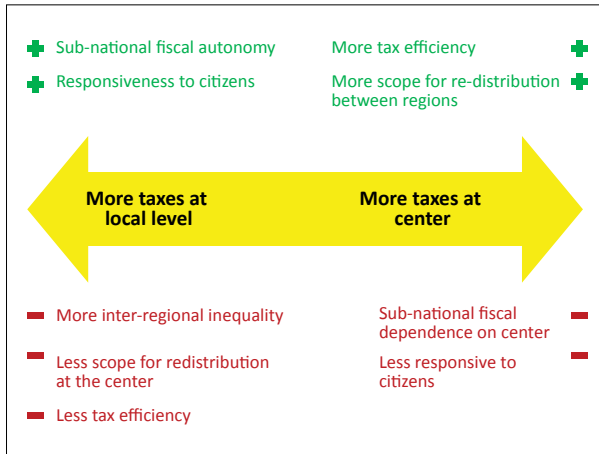 Sub-national fiscal autonomy
Responsiveness to citizens
More tax efficiency
More scope for re-distribution
between regions
More taxes at
local level
More taxes at
center
More inter-regional inequality
Less scope for redistribution
at the center
Less tax efficiency
Sub-national fiscal
dependence on center
Less responsive to
citizens